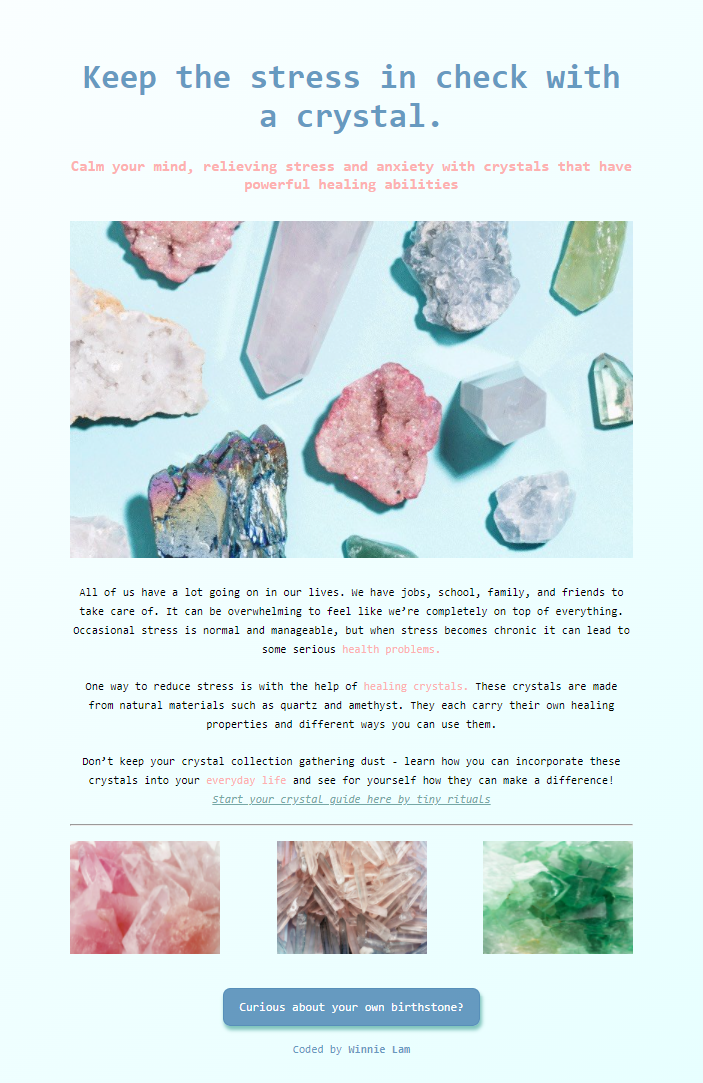 Keep the stress in check with
a crystal.
Calm your mind, relieving stress and anxiety with crystals that have
powerful healing abilities
All of us have a lot going on in our lives. We have jobs, school, family, and friends to
take care of. It can be overwhelming to feel like we’re completely on top of everything.
Occasional stress is normal and manageable, but when stress becomes chronic it can lead to
some serious health problems.
One way to reduce stress is with the help of healing crystals. These crystals are made
from natural materials such as quartz and amethyst. They each carry their own healing
properties and different ways you can use them.
Don’t keep your crystal collection gathering dust - learn how you can incorporate these
crystals into your everyday life and see for yourself how they can make a difference!
Start your crystal guide here by tiny rituals
Curious about your own birthstone?
Coded by Winnie Lam